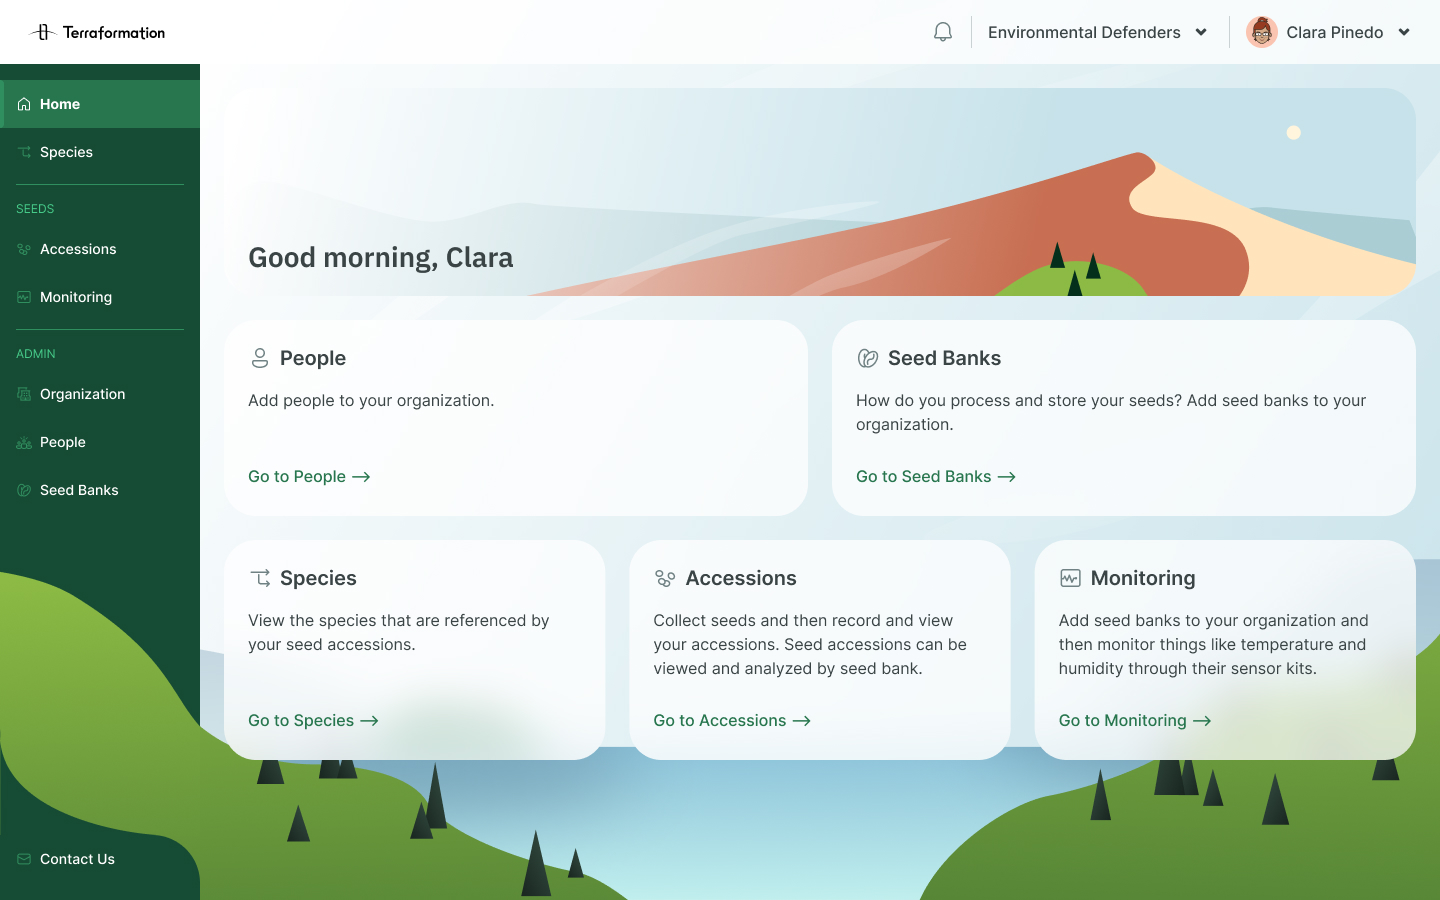 Terraformation
Environmental Defenders
Clara Pinedo
Home
Species
SEEDS
Accessions
Monitoring
ADMIN
Organization
People
Seed Banks
Contact Us
Good morning, Clara
People
Add people to your organization.
Go to People
Seed Banks
How do you process and store your seeds? Add seed banks to your
organization.
Go to Seed Banks
Species
View the species that are referenced by
your seed accessions.
Go to Species
Accessions
Collect seeds and then record and view
your accessions. Seed accessions can be
viewed and analyzed by seed bank.
Go to Accessions
Monitoring
Add seed banks to your organization and
then monitor things like temperature and
humidity through their sensor kits.
Go to Monitoring